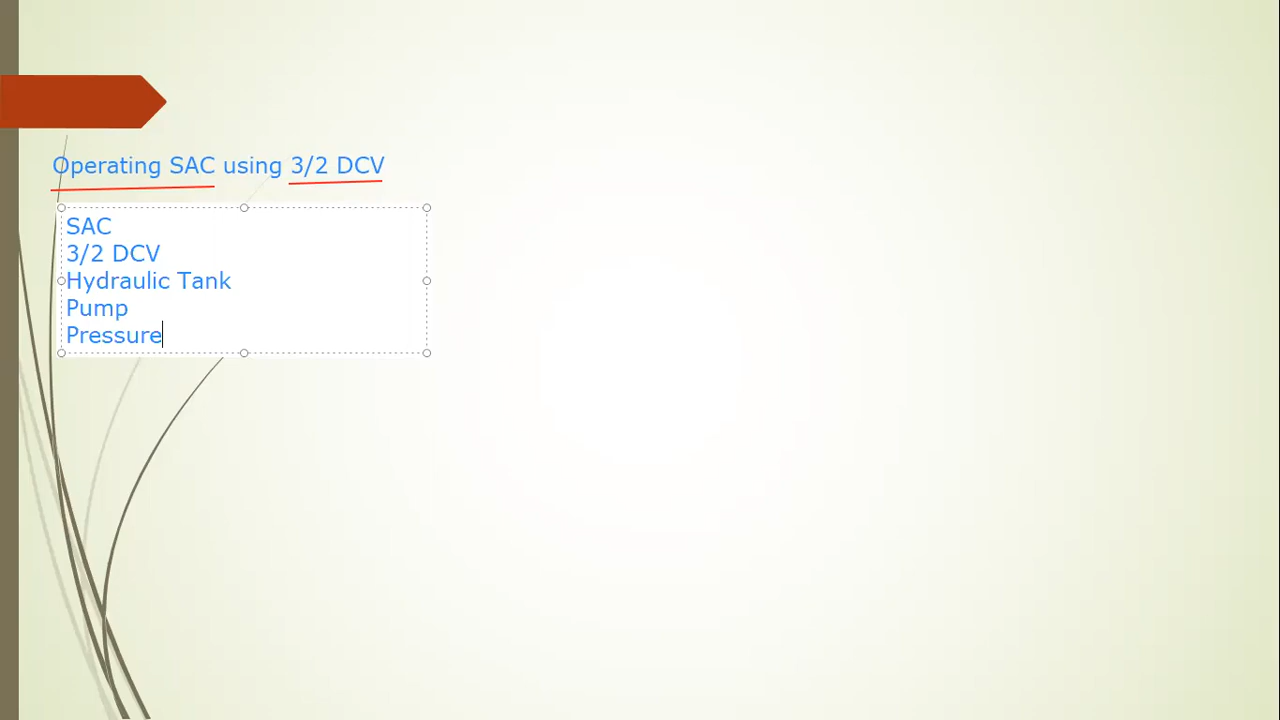 Operating SAC using 3/2 DCV
SAC
3/2 DCV
Hydraulic Tank
Pump
Pressure